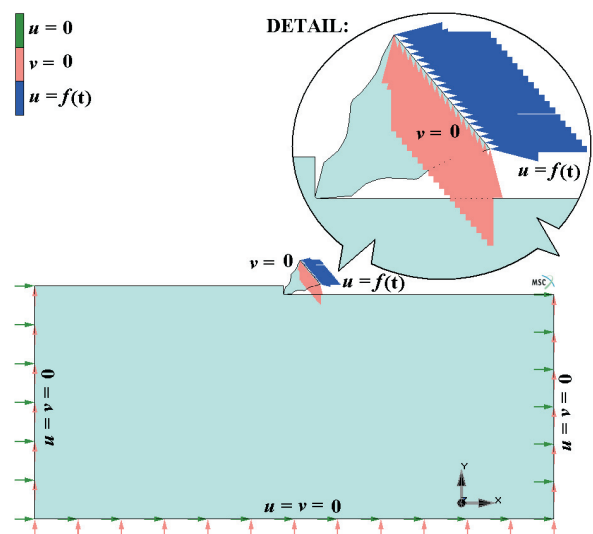 u = 0
v = 0
u = f(t)
DETAIL:
v = 0
u = f(t)
v = 0
u = f(t)
MSC
u = v = 0
u = v = 0
u = v = 0
Y
Z
X